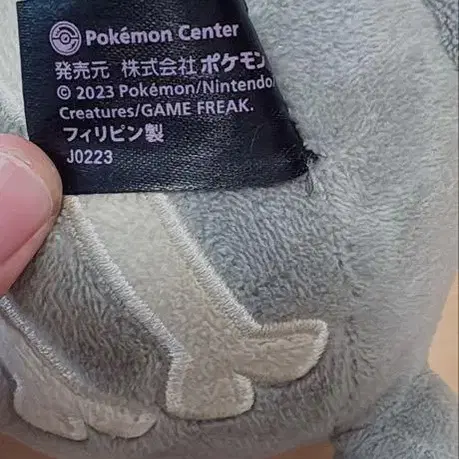 Pokémon Center
発売元 株式会社ポケモン
© 2023 Pokémon/Nintendo/
Creatures/GAME FREAK.
フィリピン製
J0223